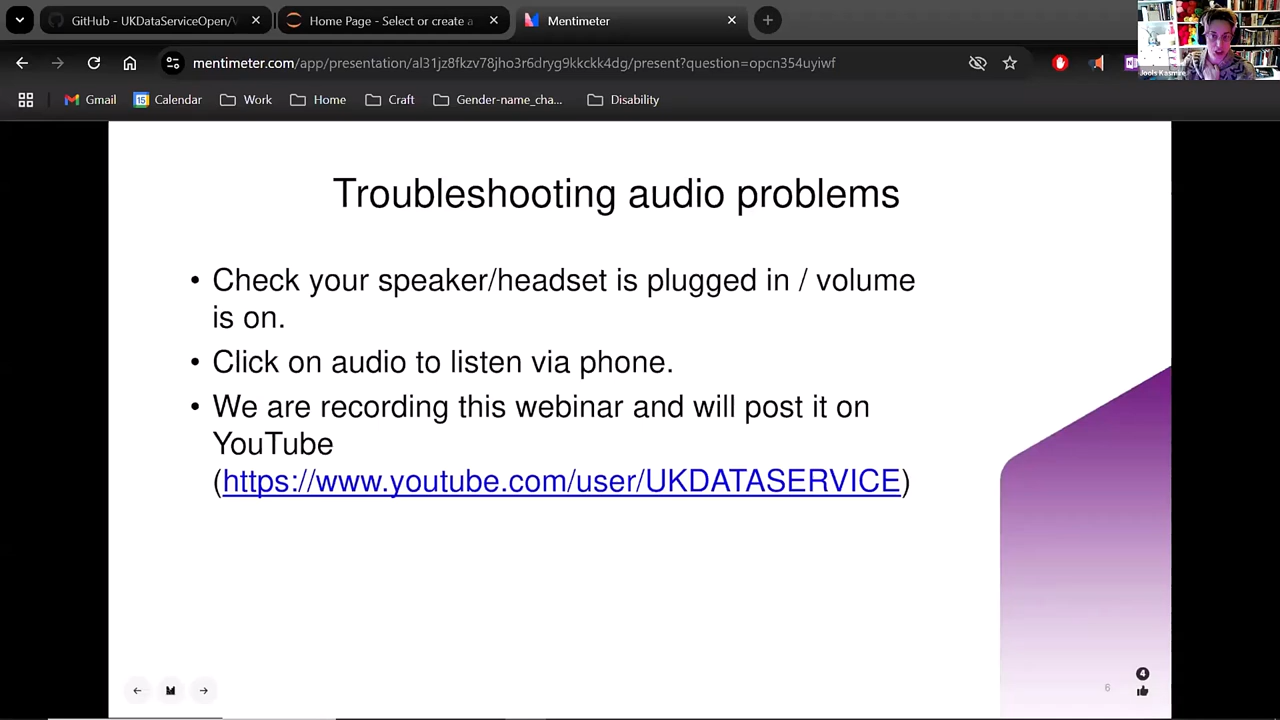 GitHub - UKDataServiceOpen/
Home Page - Select or create a
Mentimeter
mentimeter.com/app/presentation/al31jz8fkzv78jho3r6dryg9kkckk4dg/present?question=opcn354uyiwf
Gmail
Calendar
Work
Home
Craft
Gender-name_cha...
Disability
Jools Kasmire
Troubleshooting audio problems
• Check your speaker/headset is plugged in / volume
is on.
• Click on audio to listen via phone.
• We are recording this webinar and will post it on
YouTube
(https://www.youtube.com/user/UKDATASERVICE)
4
6